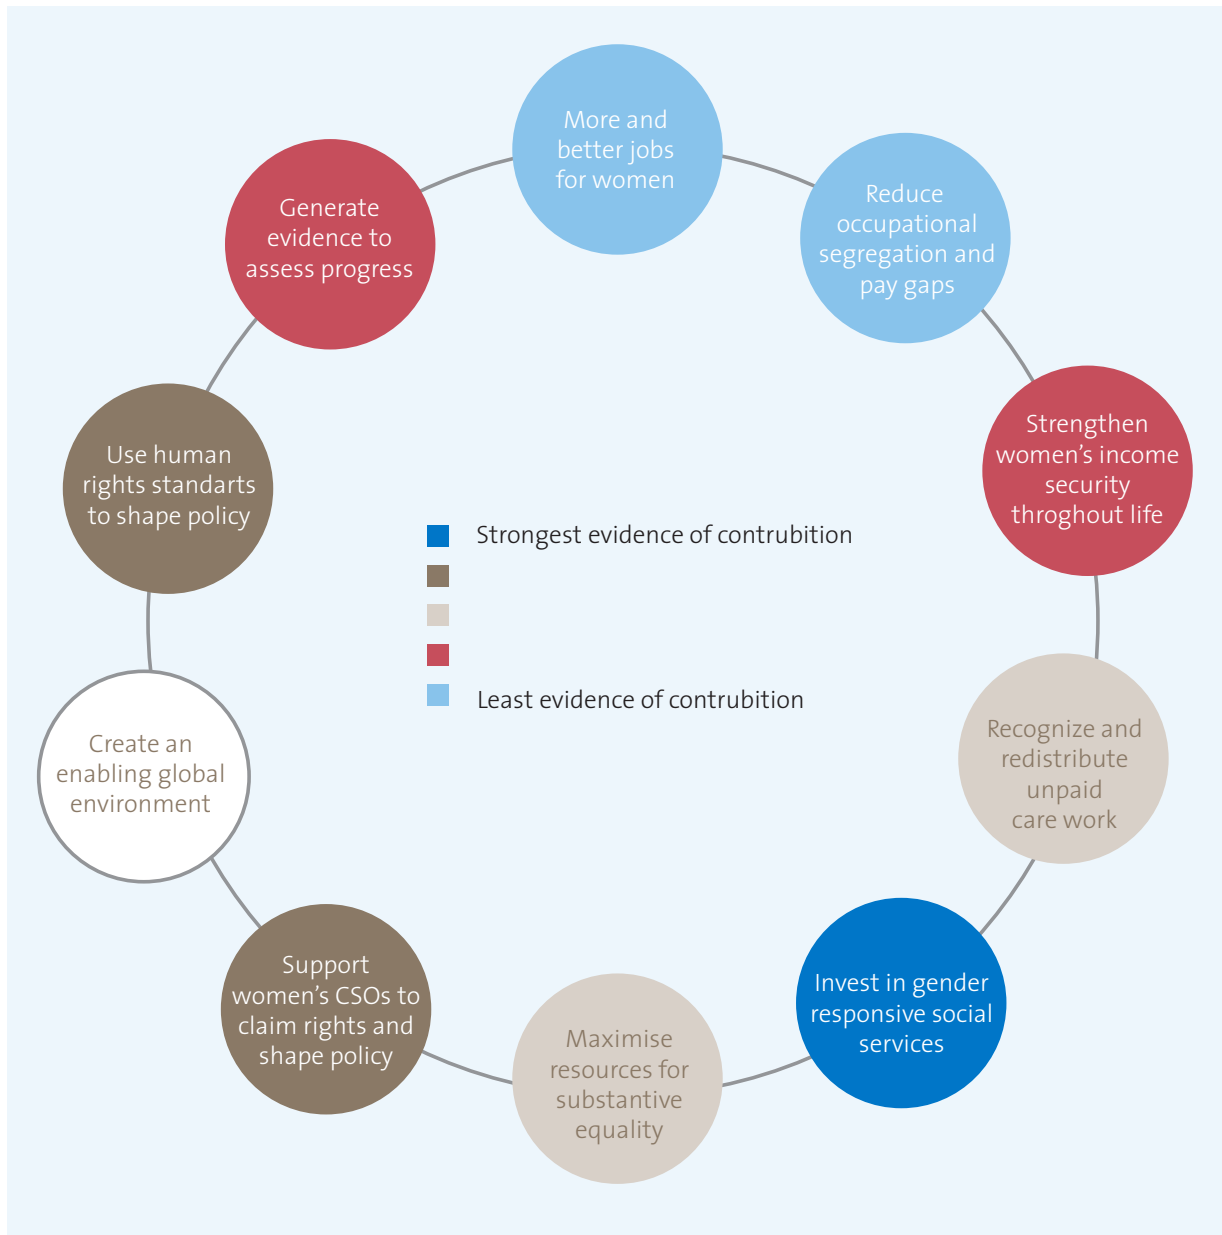 More and
better jobs
for women
Reduce
occupational
segregation and
pay gaps
Strengthen
women’s income
security
throghout life
Recognize and
redistribute
unpaid
care work
Invest in gender
responsive social
services
Maximise
resources for
substantive
equality
Support
women’s CSOs to
claim rights and
shape policy
Create an
enabling global
environment
Use human
rights standarts
to shape policy
Generate
evidence to
assess progress
Strongest evidence of contrubition
Least evidence of contrubition